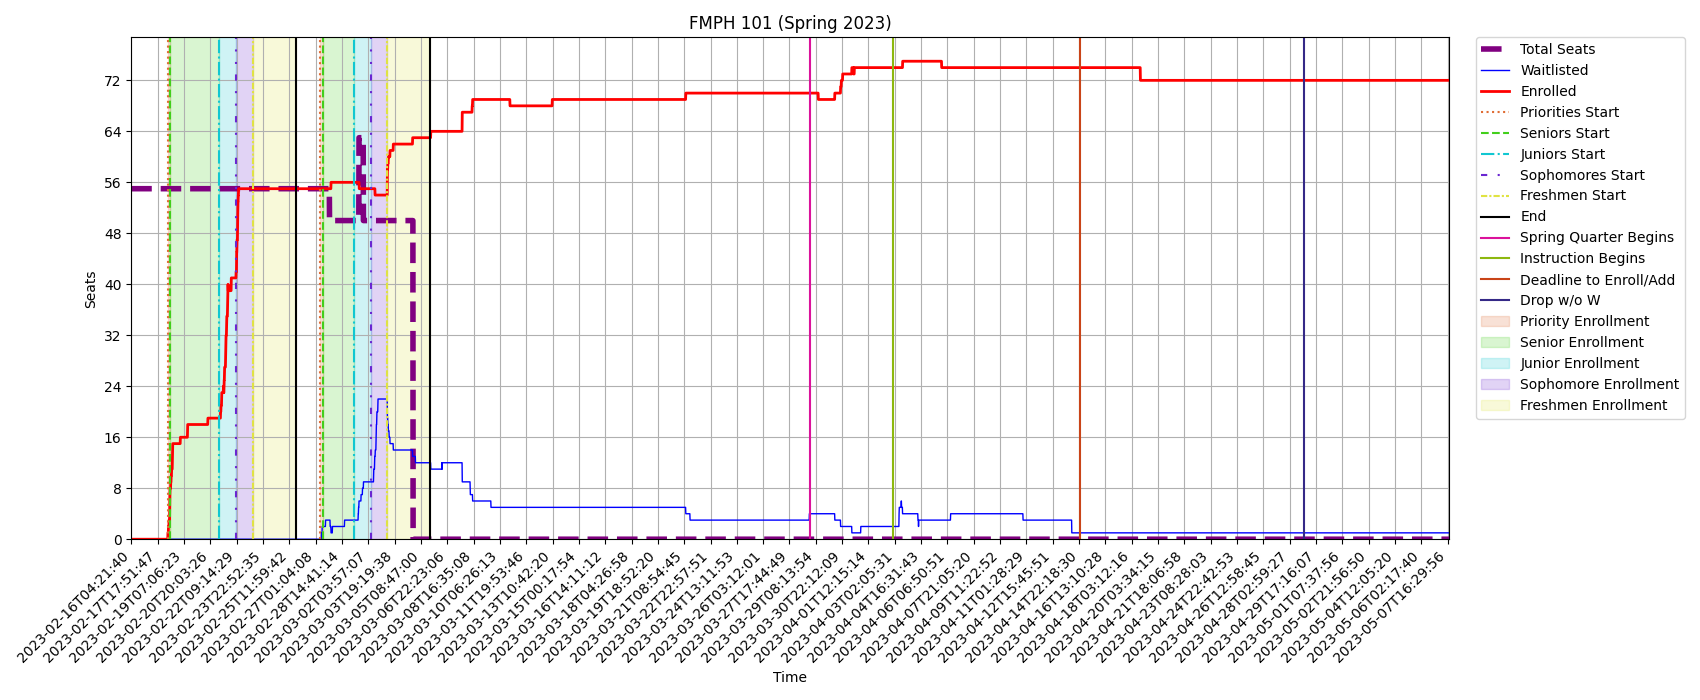 FMPH 101 (Spring 2023)
Seats
72
64
56
48
40
32
24
16
8
0
2023-02-16T04:21:40
2023-02-17T17:51:47
2023-02-19T07:06:23
2023-02-20T20:03:26
2023-02-22T09:14:29
2023-02-23T22:52:35
2023-02-25T11:59:42
2023-02-27T01:04:08
2023-02-28T14:41:14
2023-03-02T03:57:07
2023-03-03T19:19:38
2023-03-05T08:47:00
2023-03-06T22:23:06
2023-03-08T16:35:08
2023-03-10T06:26:13
2023-03-11T19:53:46
2023-03-13T10:42:20
2023-03-15T00:17:54
2023-03-16T14:11:12
2023-03-18T04:26:58
2023-03-19T18:52:20
2023-03-21T08:54:45
2023-03-22T22:57:51
2023-03-24T13:11:53
2023-03-26T03:12:01
2023-03-27T17:44:49
2023-03-29T08:13:54
2023-03-30T22:12:09
2023-04-01T12:15:14
2023-04-03T02:05:31
2023-04-04T16:31:43
2023-04-06T06:50:51
2023-04-07T21:05:20
2023-04-09T11:22:52
2023-04-11T01:28:29
2023-04-12T15:45:51
2023-04-14T22:18:30
2023-04-16T13:10:28
2023-04-18T03:12:16
2023-04-20T03:34:15
2023-04-21T18:06:58
2023-04-23T08:28:03
2023-04-24T22:42:53
2023-04-26T12:58:45
2023-04-28T02:59:27
2023-04-29T17:16:07
2023-05-01T07:37:56
2023-05-02T21:56:50
2023-05-04T12:05:20
2023-05-06T02:17:40
2023-05-07T16:29:56
Time
Total Seats
Waitlisted
Enrolled
Priorities Start
Seniors Start
Juniors Start
Sophomores Start
Freshmen Start
End
Spring Quarter Begins
Instruction Begins
Deadline to Enroll/Add
Drop w/o W
Priority Enrollment
Senior Enrollment
Junior Enrollment
Sophomore Enrollment
Freshmen Enrollment